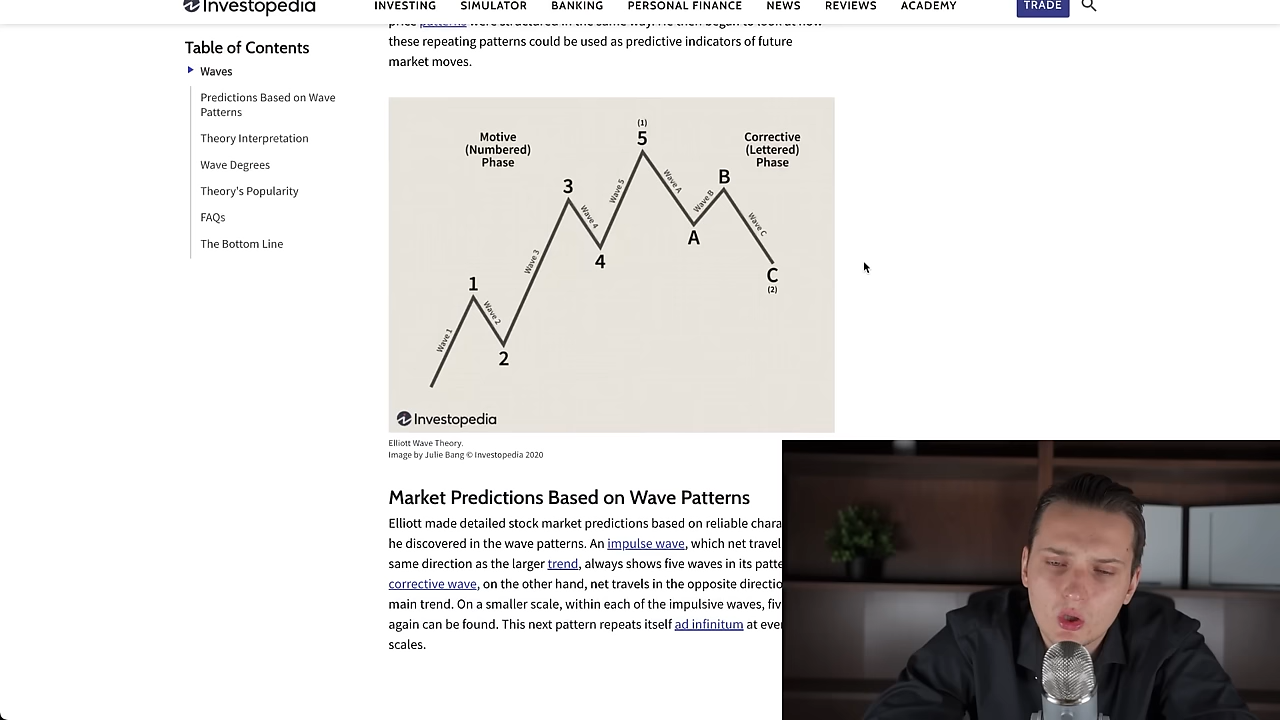 Investopedia
INVESTING SIMULATOR BANKING PERSONAL FINANCE NEWS REVIEWS ACADEMY TRADE
Table of Contents
Waves
Predictions Based on Wave
Patterns
Theory Interpretation
Wave Degrees
Theory's Popularity
FAQs
The Bottom Line
price patterns were structured in the same way. He then began to look at how
these repeating patterns could be used as predictive indicators of future
market moves.
Motive
(Numbered)
Phase
Corrective
(Lettered)
Phase
Wave 1
1
Wave 2
2
Wave 3
3
Wave 4
4
Wave 5
(1)
5
Wave A
A
Wave B
B
Wave C
C
(2)
Investopedia
Elliott Wave Theory.
Image by Julie Bang © Investopedia 2020
Market Predictions Based on Wave Patterns
Elliott made detailed stock market predictions based on reliable chara
he discovered in the wave patterns. An impulse wave, which net travel
same direction as the larger trend, always shows five waves in its patte
corrective wave, on the other hand, net travels in the opposite directio
main trend. On a smaller scale, within each of the impulsive waves, fiv
again can be found. This next pattern repeats itself ad infinitum at eve
scales.